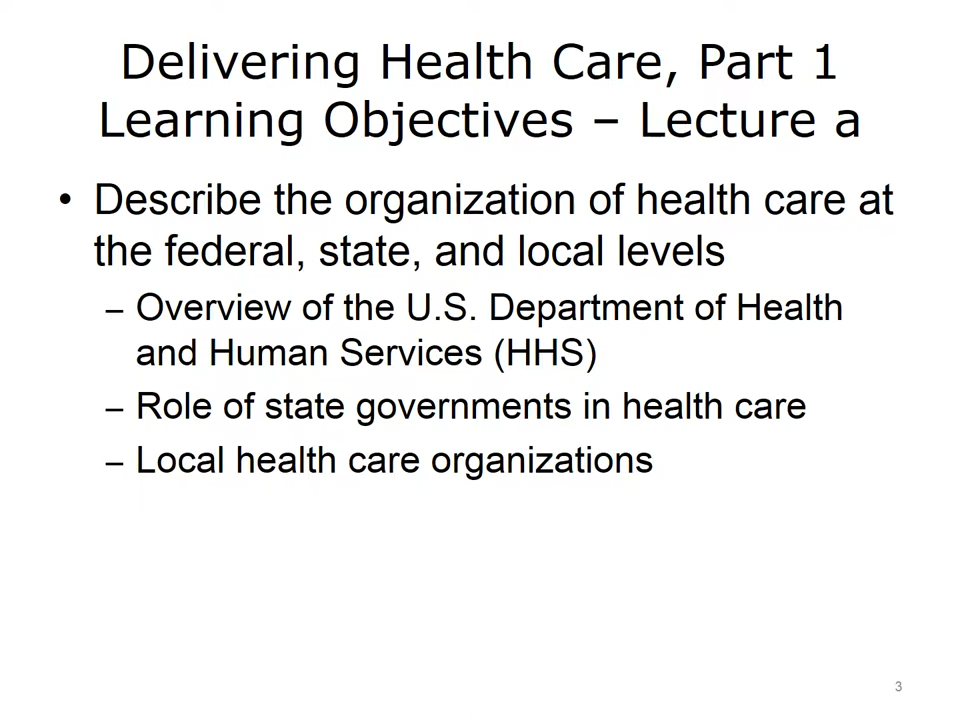 Delivering Health Care, Part 1
Learning Objectives – Lecture a
• Describe the organization of health care at
the federal, state, and local levels
– Overview of the U.S. Department of Health
and Human Services (HHS)
– Role of state governments in health care
– Local health care organizations
3